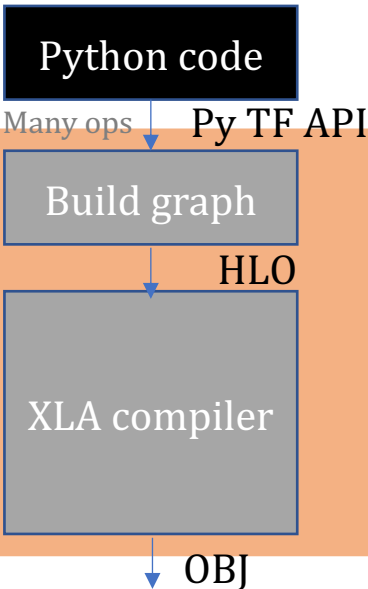 Python code
Many ops
Py TF API
Build graph
HLO
XLA compiler
OBJ